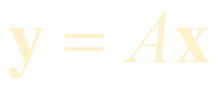 y = Ax